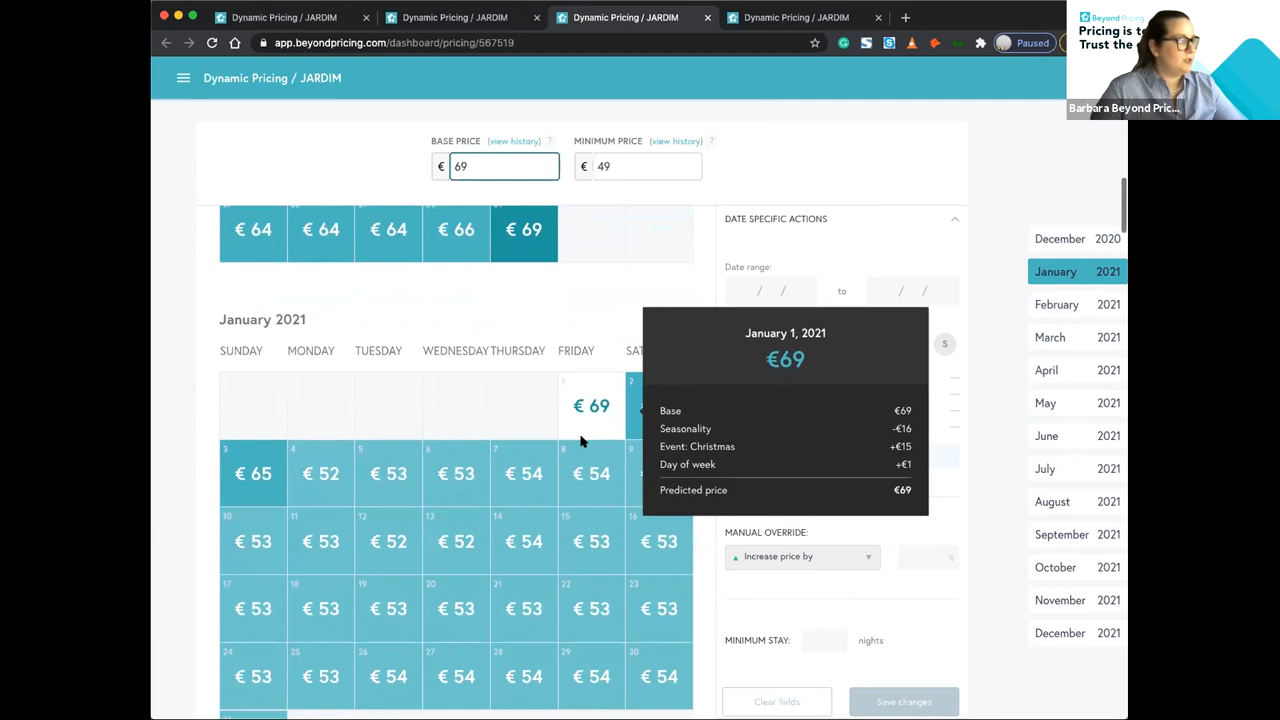 Dynamic Pricing / JARDIM
Dynamic Pricing / JARDIM
Dynamic Pricing / JARDIM
Dynamic Pricing / JARDIM
app.beyondpricing.com/dashboard/pricing/567519
Paused
Beyond Pricing
Pricing is
Trust the
Barbara Beyond Pric...
Dynamic Pricing / JARDIM
BASE PRICE (view history) ?
MINIMUM PRICE (view history) ?
€ 69
€ 49
€ 64 € 64 € 64 € 66 € 69
DATE SPECIFIC ACTIONS
Date range:
/ / to / /
December 2020
January 2021
February 2021
March 2021
April 2021
May 2021
June 2021
July 2021
August 2021
September 2021
October 2021
November 2021
December 2021
January 2021
SUNDAY MONDAY TUESDAY WEDNESDAY THURSDAY FRIDAY SAT
1 2
€ 69
3 4 5 6 7 8 9
€ 65 € 52 € 53 € 53 € 54 € 54
10 11 12 13 14 15 16
€ 53 € 53 € 52 € 52 € 54 € 53 € 53
17 18 19 20 21 22 23
€ 53 € 53 € 53 € 53 € 53 € 53 € 53
24 25 26 27 28 29 30
€ 53 € 53 € 54 € 54 € 54 € 54 € 54
January 1, 2021
€69
Base €69
Seasonality -€16
Event: Christmas +€15
Day of week +€1
Predicted price €69
S
MANUAL OVERRIDE:
Increase price by
%
MINIMUM STAY: nights
Clear fields
Save changes